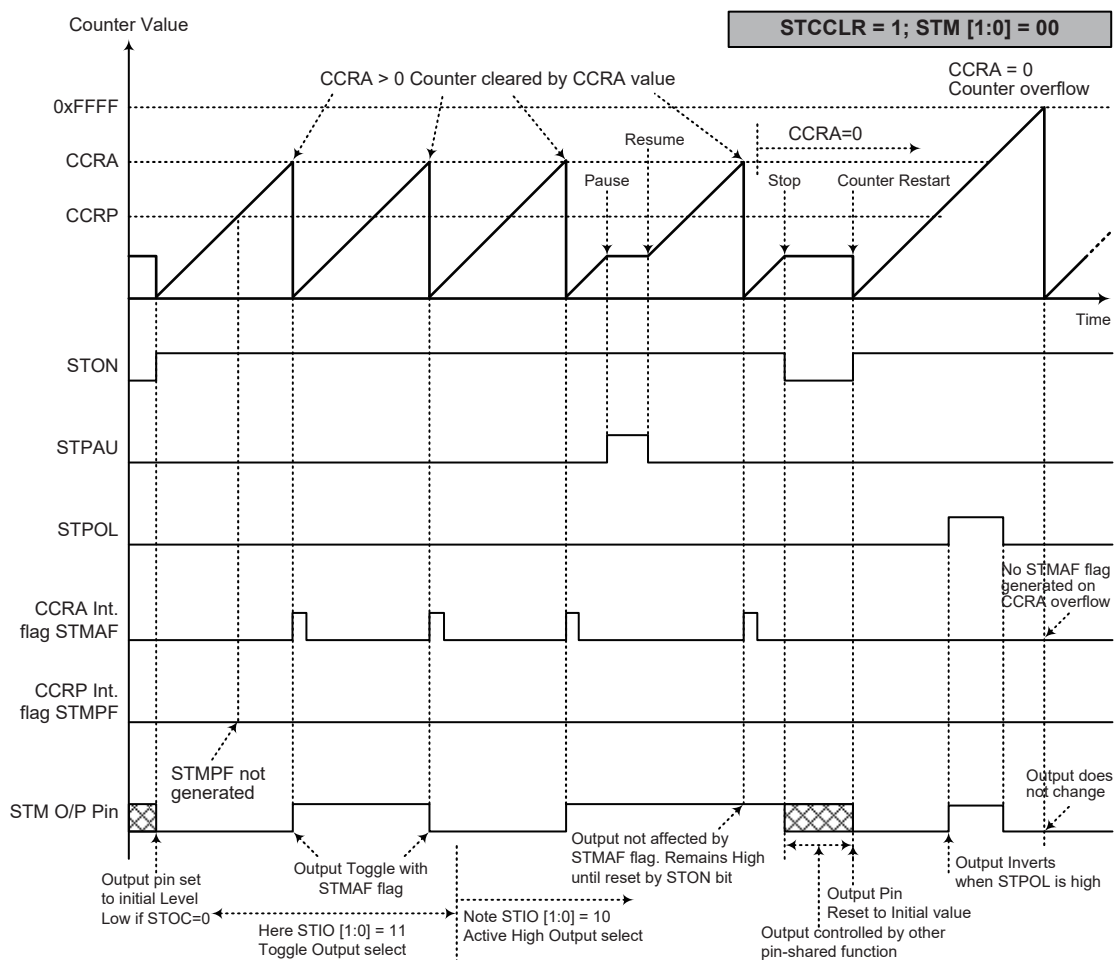 Counter Value
STCCLR = 1; STM [1:0] = 00
CCRA > 0 Counter cleared by CCRA value
CCRA = 0
Counter overflow
0xFFFF
Resume
CCRA=0
CCRA
Pause
Stop
Counter Restart
CCRP
Time
STON
STPAU
STPOL
No STMAF flag
generated on
CCRA overflow
CCRA Int.
flag STMAF
CCRP Int.
flag STMPF
STMPF not
generated
Output does
not change
STM O/P Pin
Output not affected by
STMAF flag. Remains High
until reset by STON bit
Output Toggle with
STMAF flag
Output Inverts
when STPOL is high
Output pin set
to initial Level
Low if STOC=0
Output Pin
Reset to Initial value
Here STIO [1:0] = 11
Toggle Output select
Note STIO [1:0] = 10
Active High Output select
Output controlled by other
pin-shared function